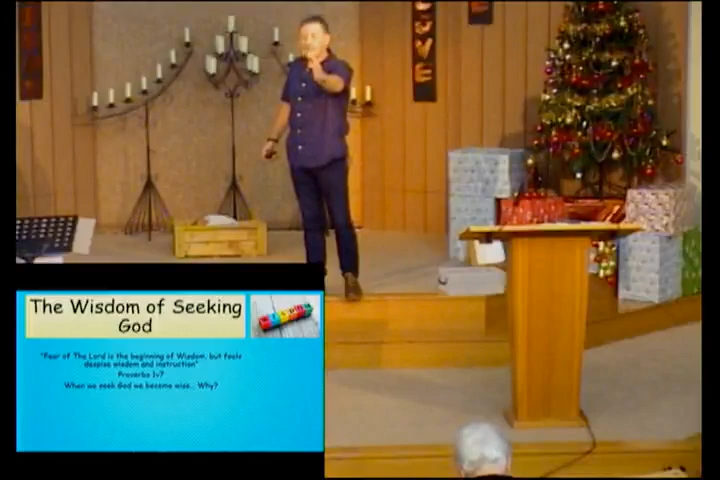 LOVE
The Wisdom of Seeking
God
"Fear of The Lord is the beginning of Wisdom, but fools
despise wisdom and instruction"
Proverbs 1v7
When we seek God we become wise... Why?